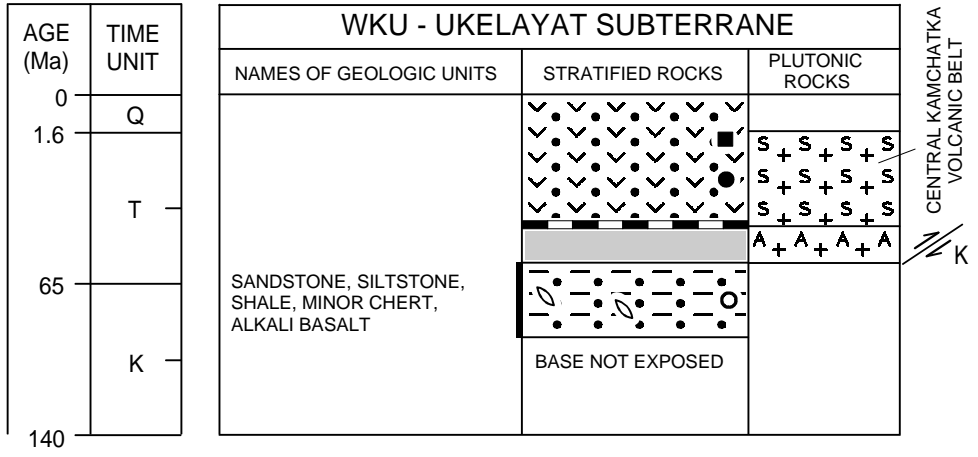 AGE
(Ma)
TIME
UNIT
WKU - UKELAYAT SUBTERRANE
NAMES OF GEOLOGIC UNITS
STRATIFIED ROCKS
PLUTONIC
ROCKS
CENTRAL KAMCHATKA
VOLCANIC BELT
0
Q
1.6
S S S S
S S S S
T
S S S S
A A A A
K
65
SANDSTONE, SILTSTONE,
SHALE, MINOR CHERT,
ALKALI BASALT
K
BASE NOT EXPOSED
140